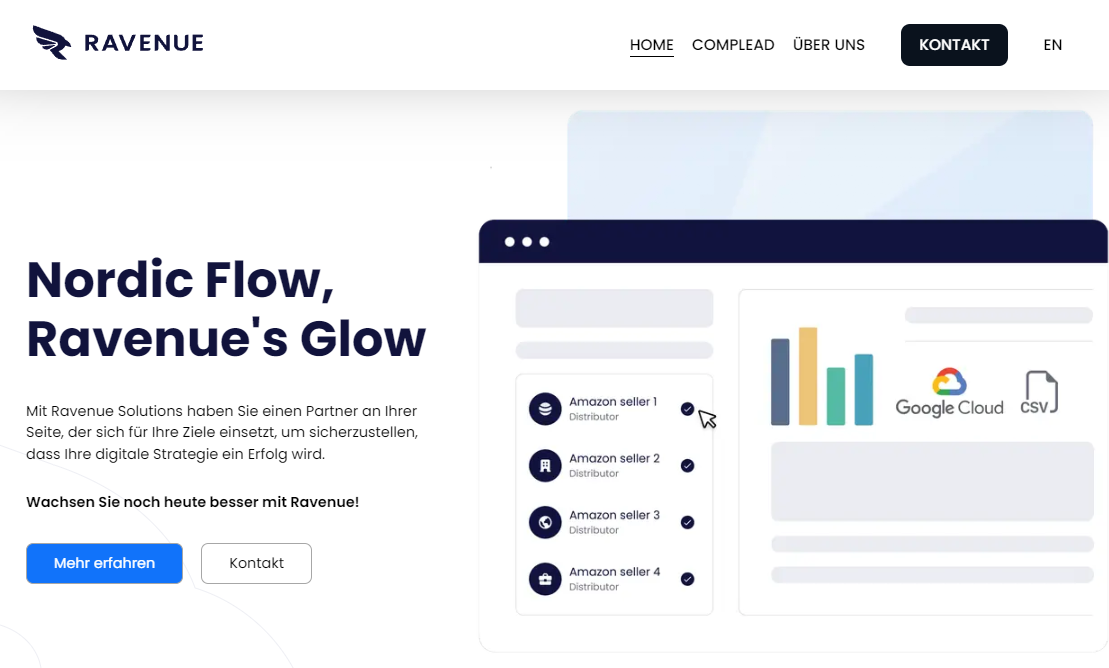 RAVENUE
HOME COMPLEAD ÜBER UNS KONTAKT EN
Nordic Flow,
Ravenue's Glow
Mit Ravenue Solutions haben Sie einen Partner an Ihrer
Seite, der sich für Ihre Ziele einsetzt, um sicherzustellen,
dass Ihre digitale Strategie ein Erfolg wird.
Wachsen Sie noch heute besser mit Ravenue!
Mehr erfahren Kontakt
Amazon seller 1
Distributor
Amazon seller 2
Distributor
Amazon seller 3
Distributor
Amazon seller 4
Distributor
Google Cloud
CSV